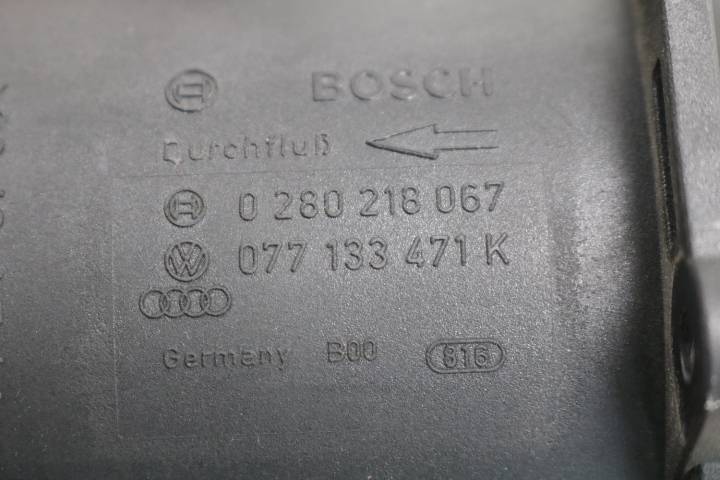 BOSCH
Durchfluß
0 280 218 067
077 133 471 K
Germany B00 816